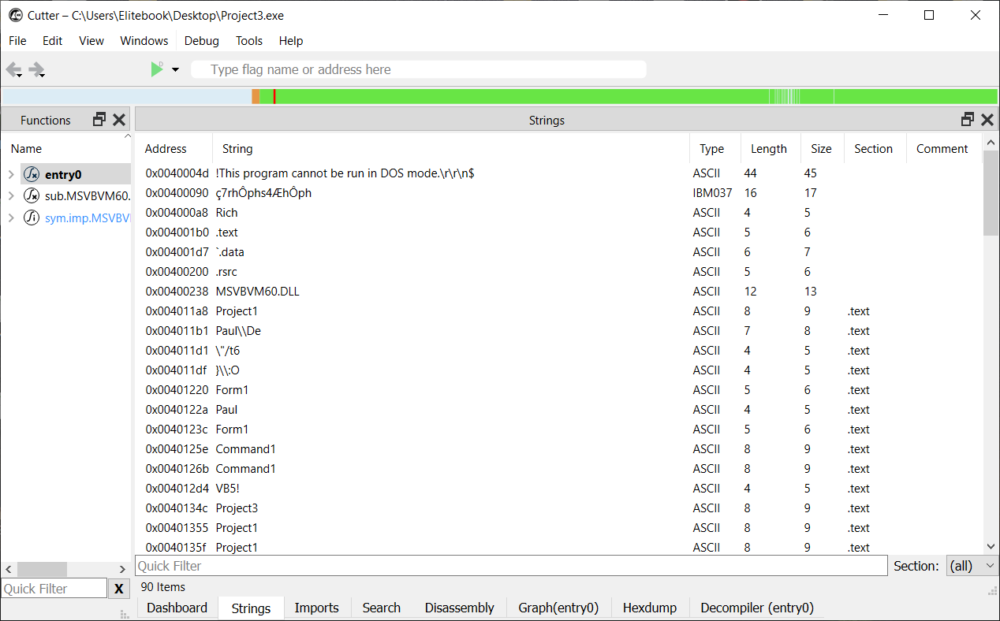 Cutter – C:\Users\Elitebook\Desktop\Project3.exe
File Edit View Windows Debug Tools Help
Type flag name or address here
Functions
Strings
Name
entry0
sub.MSVBVM60.
sym.imp.MSVBV
Address String Type Length Size Section Comment
0x0040004d !This program cannot be run in DOS mode.\r\r\n$ ASCII 44 45
0x00400090 ç7rhÔphs4ÆhÔph IBM037 16 17
0x004000a8 Rich ASCII 4 5
0x004001b0 .text ASCII 5 6
0x004001d7 `.data ASCII 6 7
0x00400200 .rsrc ASCII 5 6
0x00400238 MSVBVM60.DLL ASCII 12 13
0x004011a8 Project1 ASCII 8 9 .text
0x004011b1 Paul\\De ASCII 7 8 .text
0x004011d1 \"/t6 ASCII 4 5 .text
0x004011df }\\:O ASCII 4 5 .text
0x00401220 Form1 ASCII 5 6 .text
0x0040122a Paul ASCII 4 5 .text
0x0040123c Form1 ASCII 5 6 .text
0x0040125e Command1 ASCII 8 9 .text
0x0040126b Command1 ASCII 8 9 .text
0x004012d4 VB5! ASCII 4 5 .text
0x0040134c Project3 ASCII 8 9 .text
0x00401355 Project1 ASCII 8 9 .text
0x0040135f Project1 ASCII 8 9 .text
Quick Filter Section: (all)
Quick Filter X
90 Items
Dashboard Strings Imports Search Disassembly Graph(entry0) Hexdump Decompiler (entry0)